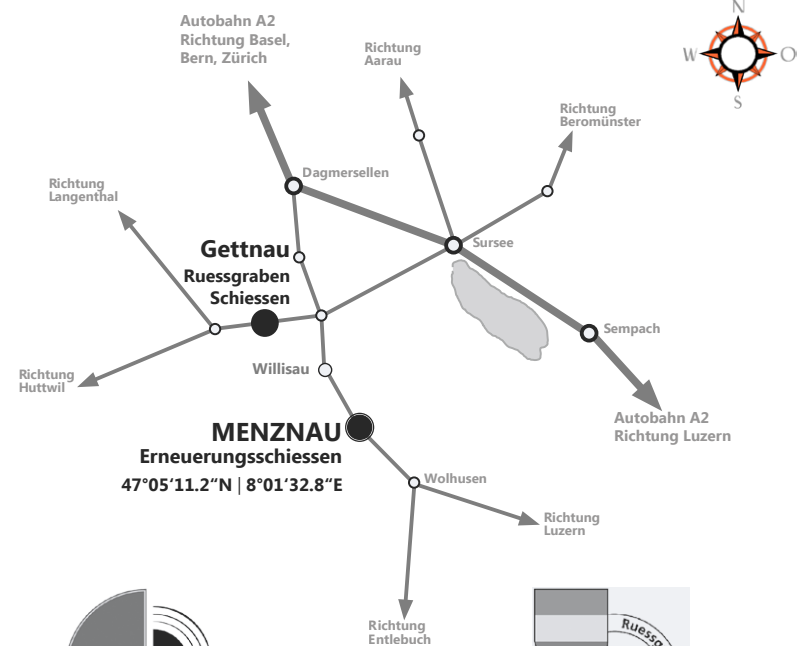 Autobahn A2
Richtung Basel,
Bern, Zürich
Richtung
Aarau
N
W
O
S
Richtung
Beromünster
Dagmersellen
Richtung
Langenthal
Gettnau
Ruessgraben
Schiessen
Sursee
Sempach
Willisau
Richtung
Huttwil
Autobahn A2
Richtung Luzern
MENZNAU
Erneuerungsschiessen
47°05‘11.2“N | 8°01‘32.8“E
Wolhusen
Richtung
Luzern
Richtung
Entlebuch